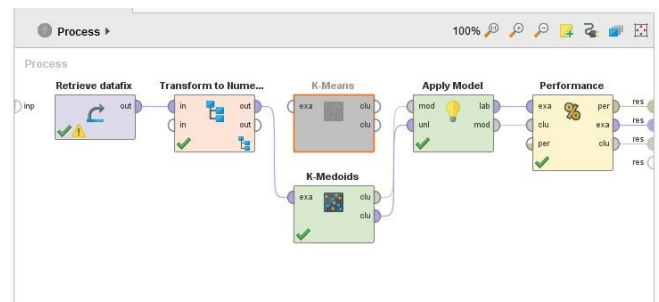 Process
100%
Process
inp
Retrieve datafix
out
Transform to Nume...
in
out
in
out
K-Means
exa
clu
clu
K-Medoids
exa
clu
clu
Apply Model
mod
lab
unl
mod
Performance
%
exa
per
clu
exa
per
clu
res
res
res
res